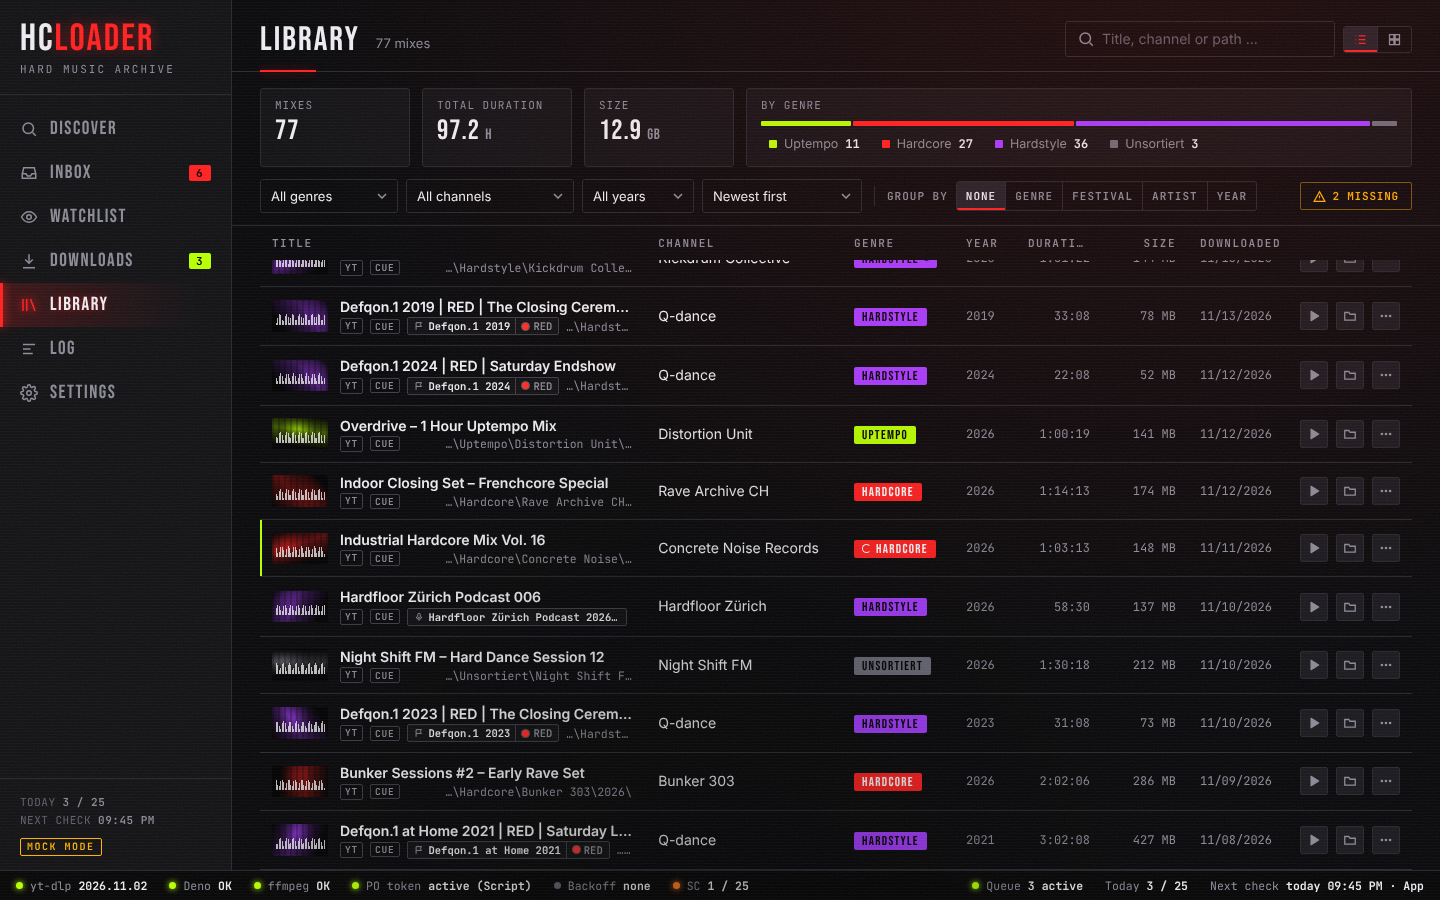 HCLOADER
HARD MUSIC ARCHIVE
DISCOVER
INBOX 6
WATCHLIST
DOWNLOADS 3
LIBRARY
LOG
SETTINGS
TODAY 3 / 25
NEXT CHECK 09:45 PM
MOCK MODE
LIBRARY 77 mixes
Title, channel or path ...
MIXES
77
TOTAL DURATION
97.2 H
SIZE
12.9 GB
BY GENRE
Uptempo 11 Hardcore 27 Hardstyle 36 Unsortiert 3
All genres All channels All years Newest first GROUP BY NONE GENRE FESTIVAL ARTIST YEAR 2 MISSING
TITLE CHANNEL GENRE YEAR DURATI… SIZE DOWNLOADED
Kickdrum Collective HARDSTYLE
YT CUE …\Hardstyle\Kickdrum Colle…
Defqon.1 2019 | RED | The Closing Cerem…
YT CUE Defqon.1 2019 RED …\Hardst…
Q-dance HARDSTYLE 2019 33:08 78 MB 11/13/2026
Defqon.1 2024 | RED | Saturday Endshow
YT CUE Defqon.1 2024 RED …\Hardst…
Q-dance HARDSTYLE 2024 22:08 52 MB 11/12/2026
Overdrive – 1 Hour Uptempo Mix
YT CUE …\Uptempo\Distortion Unit\…
Distortion Unit UPTEMPO 2026 1:00:19 141 MB 11/12/2026
Indoor Closing Set – Frenchcore Special
YT CUE …\Hardcore\Rave Archive CH…
Rave Archive CH HARDCORE 2026 1:14:13 174 MB 11/12/2026
Industrial Hardcore Mix Vol. 16
YT CUE …\Hardcore\Concrete Noise\…
Concrete Noise Records HARDCORE 2026 1:03:13 148 MB 11/11/2026
Hardfloor Zürich Podcast 006
YT CUE Hardfloor Zürich Podcast 2026…
Hardfloor Zürich HARDSTYLE 2026 58:30 137 MB 11/10/2026
Night Shift FM – Hard Dance Session 12
YT CUE …\Unsortiert\Night Shift F…
Night Shift FM UNSORTIERT 2026 1:30:18 212 MB 11/10/2026
Defqon.1 2023 | RED | The Closing Cerem…
YT CUE Defqon.1 2023 RED …\Hardst…
Q-dance HARDSTYLE 2023 31:08 73 MB 11/10/2026
Bunker Sessions #2 – Early Rave Set
YT CUE …\Hardcore\Bunker 303\2026\
Bunker 303 HARDCORE 2026 2:02:06 286 MB 11/09/2026
Defqon.1 at Home 2021 | RED | Saturday L…
YT CUE Defqon.1 at Home 2021 RED ……
Q-dance HARDSTYLE 2021 3:02:08 427 MB 11/08/2026
yt-dlp 2026.11.02 Deno OK ffmpeg OK PO token active (Script) Backoff none SC 1 / 25 Queue 3 active Today 3 / 25 Next check today 09:45 PM · App